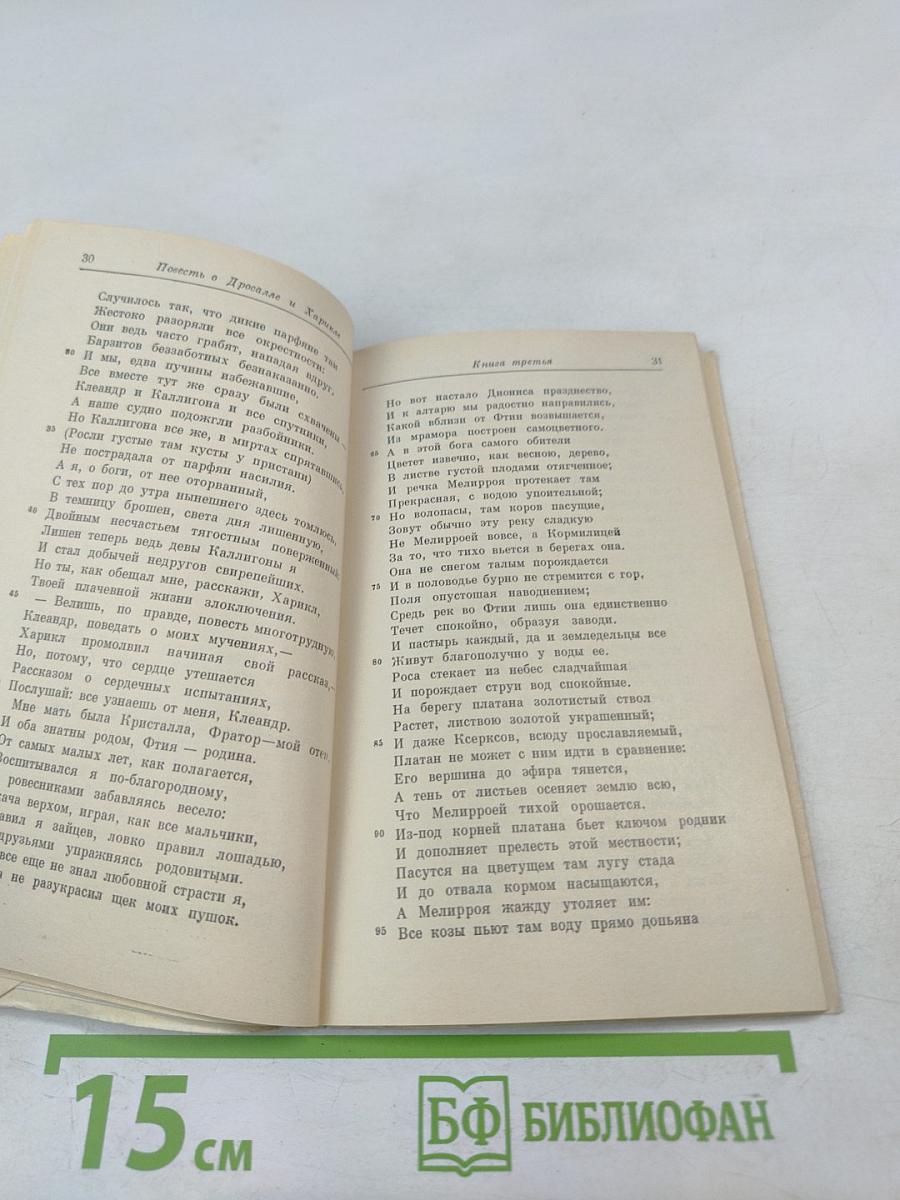 30 Повесть о Дросилле и Харикле
Случилось так, что дикие парфяне там
Жестоко разоряли все окрестности:
Они ведь часто грабят, нападая вдруг,
Барзитов беззаботных безнаказанно.
30 И мы, едва пучины избежавшие,
Все вместе тут же сразу были схвачены —
Клеандр и Каллигона и все спутники,
А наше судно подожгли разбойники.
Но Каллигона все же, в миртах спрятавшись,
35 (Росли густые там кусты у пристани)
Не пострадала от парфян насилия.
А я, о боги, от нее оторванный,
С тех пор до утра нынешнего здесь томлюсь,
В темницу брошен, света дня лишенную,
40 Двойным несчастьем тягостным поверженный:
Лишен теперь ведь девы Каллигоны я
И стал добычей недругов свирепейших.
Но ты, как обещал мне, расскажи, Харикл,
Твоей плачевной жизни злоключения.
45 — Велишь, по правде, повесть многотрудную,
Клеандр, поведать о моих мучениях,—
Харикл промолвил начиная свой рассказ,—
Но, потому, что сердце утешается
Рассказом о сердечных испытаниях,
Послушай: все узнаешь от меня, Клеандр.
Мне мать была Кристалла, Фратор—мой отец,
И оба знатны родом, Фтия — родина.
От самых малых лет, как полагается,
Воспитывался я по-благородному,
ровесниками забавляясь весело:
верхом, играя, как все мальчики,
я зайцев, ловко правил лошадью,
друзьями упражняясь родовитыми.
все еще не знал любовной страсти я,
не разукрасил щек моих пушок.
Книга третья 31
Но вот настало Диониса празднество,
И к алтарю мы радостно направились,
Какой вблизи от Фтии возвышается,
Из мрамора построен самоцветного.
65 А в этой бога самого обители
Цветет извечно, как весною, дерево,
В листве густой плодами отягченное;
И речка Мелирроя протекает там
Прекрасная, с водою упоительной;
70 Но волопасы, там коров пасущие,
Зовут обычно эту реку сладкую
Не Мелирроей вовсе, а Кормилицей
За то, что тихо вьется в берегах она.
Она не снегом талым порождается
75 И в половодье бурно не стремится с гор,
Поля опустошая наводнением;
Средь рек во Фтии лишь она единственно
Течет спокойно, образуя заводи.
И пастырь каждый, да и земледельцы все
80 Живут благополучно у воды ее.
Роса стекает из небес сладчайшая
И порождает струи вод спокойные.
На берегу платана золотистый ствол
Растет, листвою золотой украшенный;
85 И даже Ксерксов, всюду прославляемый,
Платан не может с ним идти в сравнение:
Его вершина до эфира тянется,
А тень от листьев осеняет землю всю,
Что Мелирроей тихой орошается.
90 Из-под корней платана бьет ключом родник
И дополняет прелесть этой местности;
Пасутся на цветущем там лугу стада
И до отвала кормом насыщаются,
А Мелирроя жажду утоляет им:
95 Все козы пьют там воду прямо допьяна
15 см
БФ БИБЛИОФАН